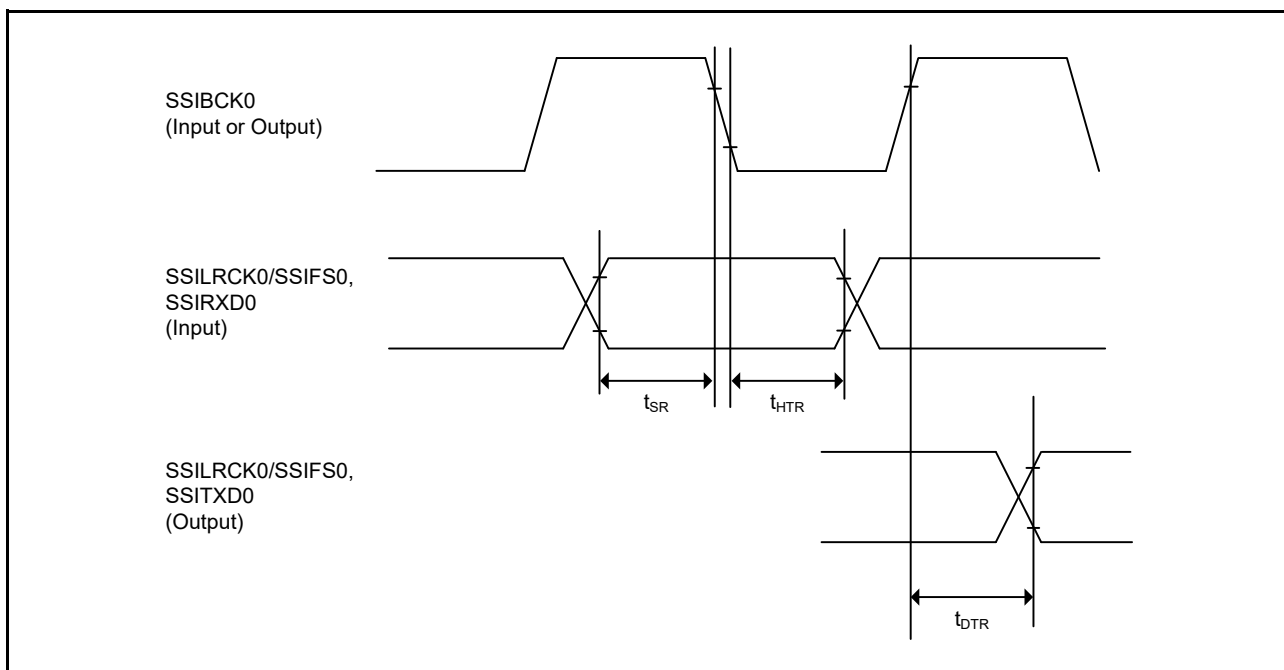 SSIBCK0
(Input or Output)
SSILRCK0/SSIFS0,
SSIRXD0
(Input)
tSR
tHTR
SSILRCK0/SSIFS0,
SSITXD0
(Output)
tDTR